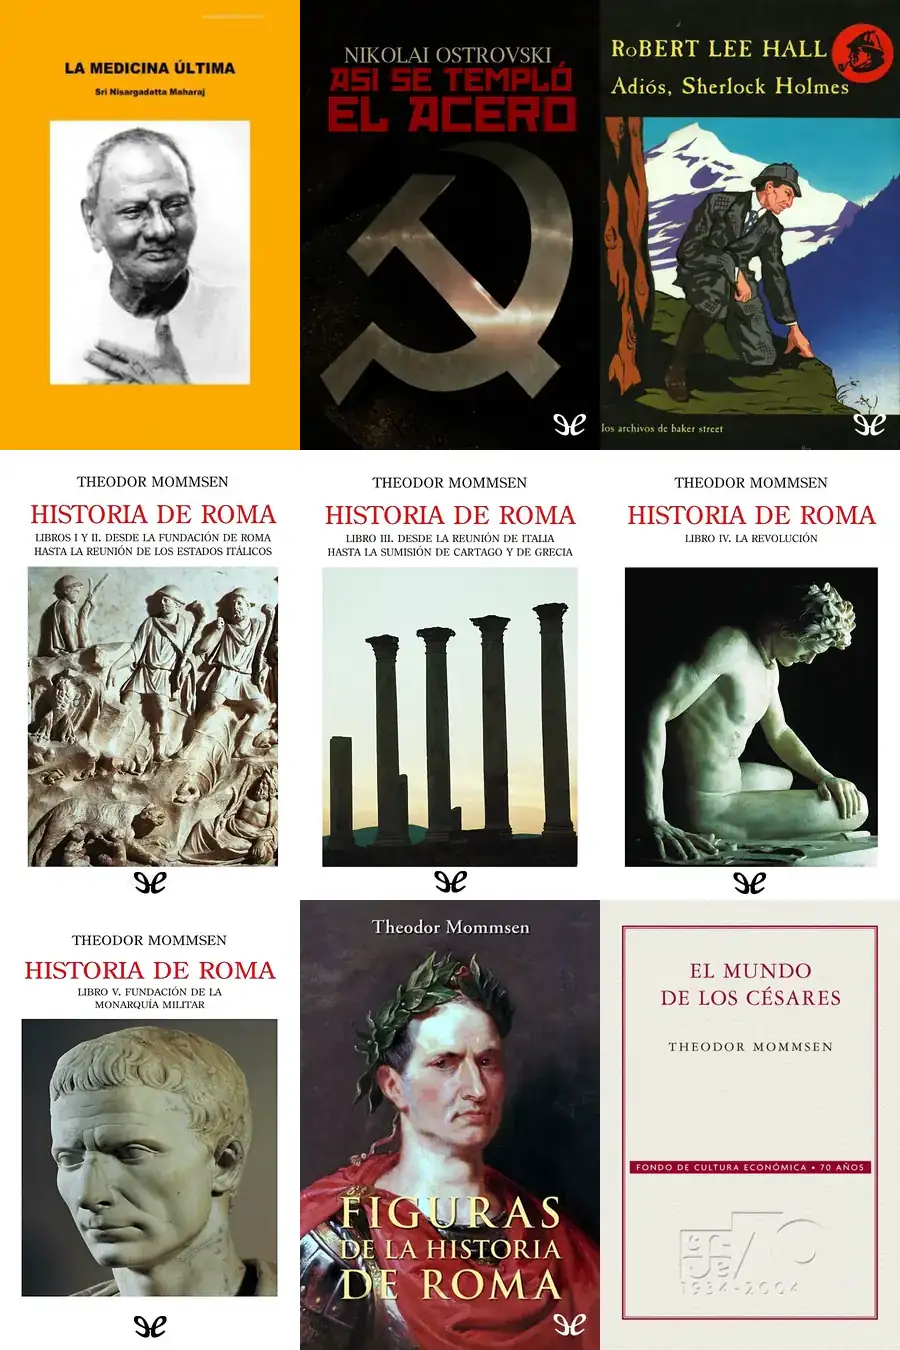 LA MEDICINA ÚLTIMA
Sri Nisargadatta Maharaj
NIKOLAI OSTROVSKI
ASI SE TEMPLÓ
EL ACERO
ROBERT LEE HALL
Adiós, Sherlock Holmes
los archivos de baker street
THEODOR MOMMSEN
HISTORIA DE ROMA
LIBROS I Y II. DESDE LA FUNDACIÓN DE ROMA
HASTA LA REUNIÓN DE LOS ESTADOS ITÁLICOS
THEODOR MOMMSEN
HISTORIA DE ROMA
LIBRO III. DESDE LA REUNIÓN DE ITALIA
HASTA LA SUMISIÓN DE CARTAGO Y DE GRECIA
THEODOR MOMMSEN
HISTORIA DE ROMA
LIBRO IV. LA REVOLUCIÓN
THEODOR MOMMSEN
HISTORIA DE ROMA
LIBRO V. FUNDACIÓN DE LA
MONARQUÍA MILITAR
Theodor Mommsen
FIGURAS
DE LA HISTORIA
DE ROMA
EL MUNDO
DE LOS CÉSARES
THEODOR MOMMSEN
FONDO DE CULTURA ECONÓMICA • 70 AÑOS
1934-2004